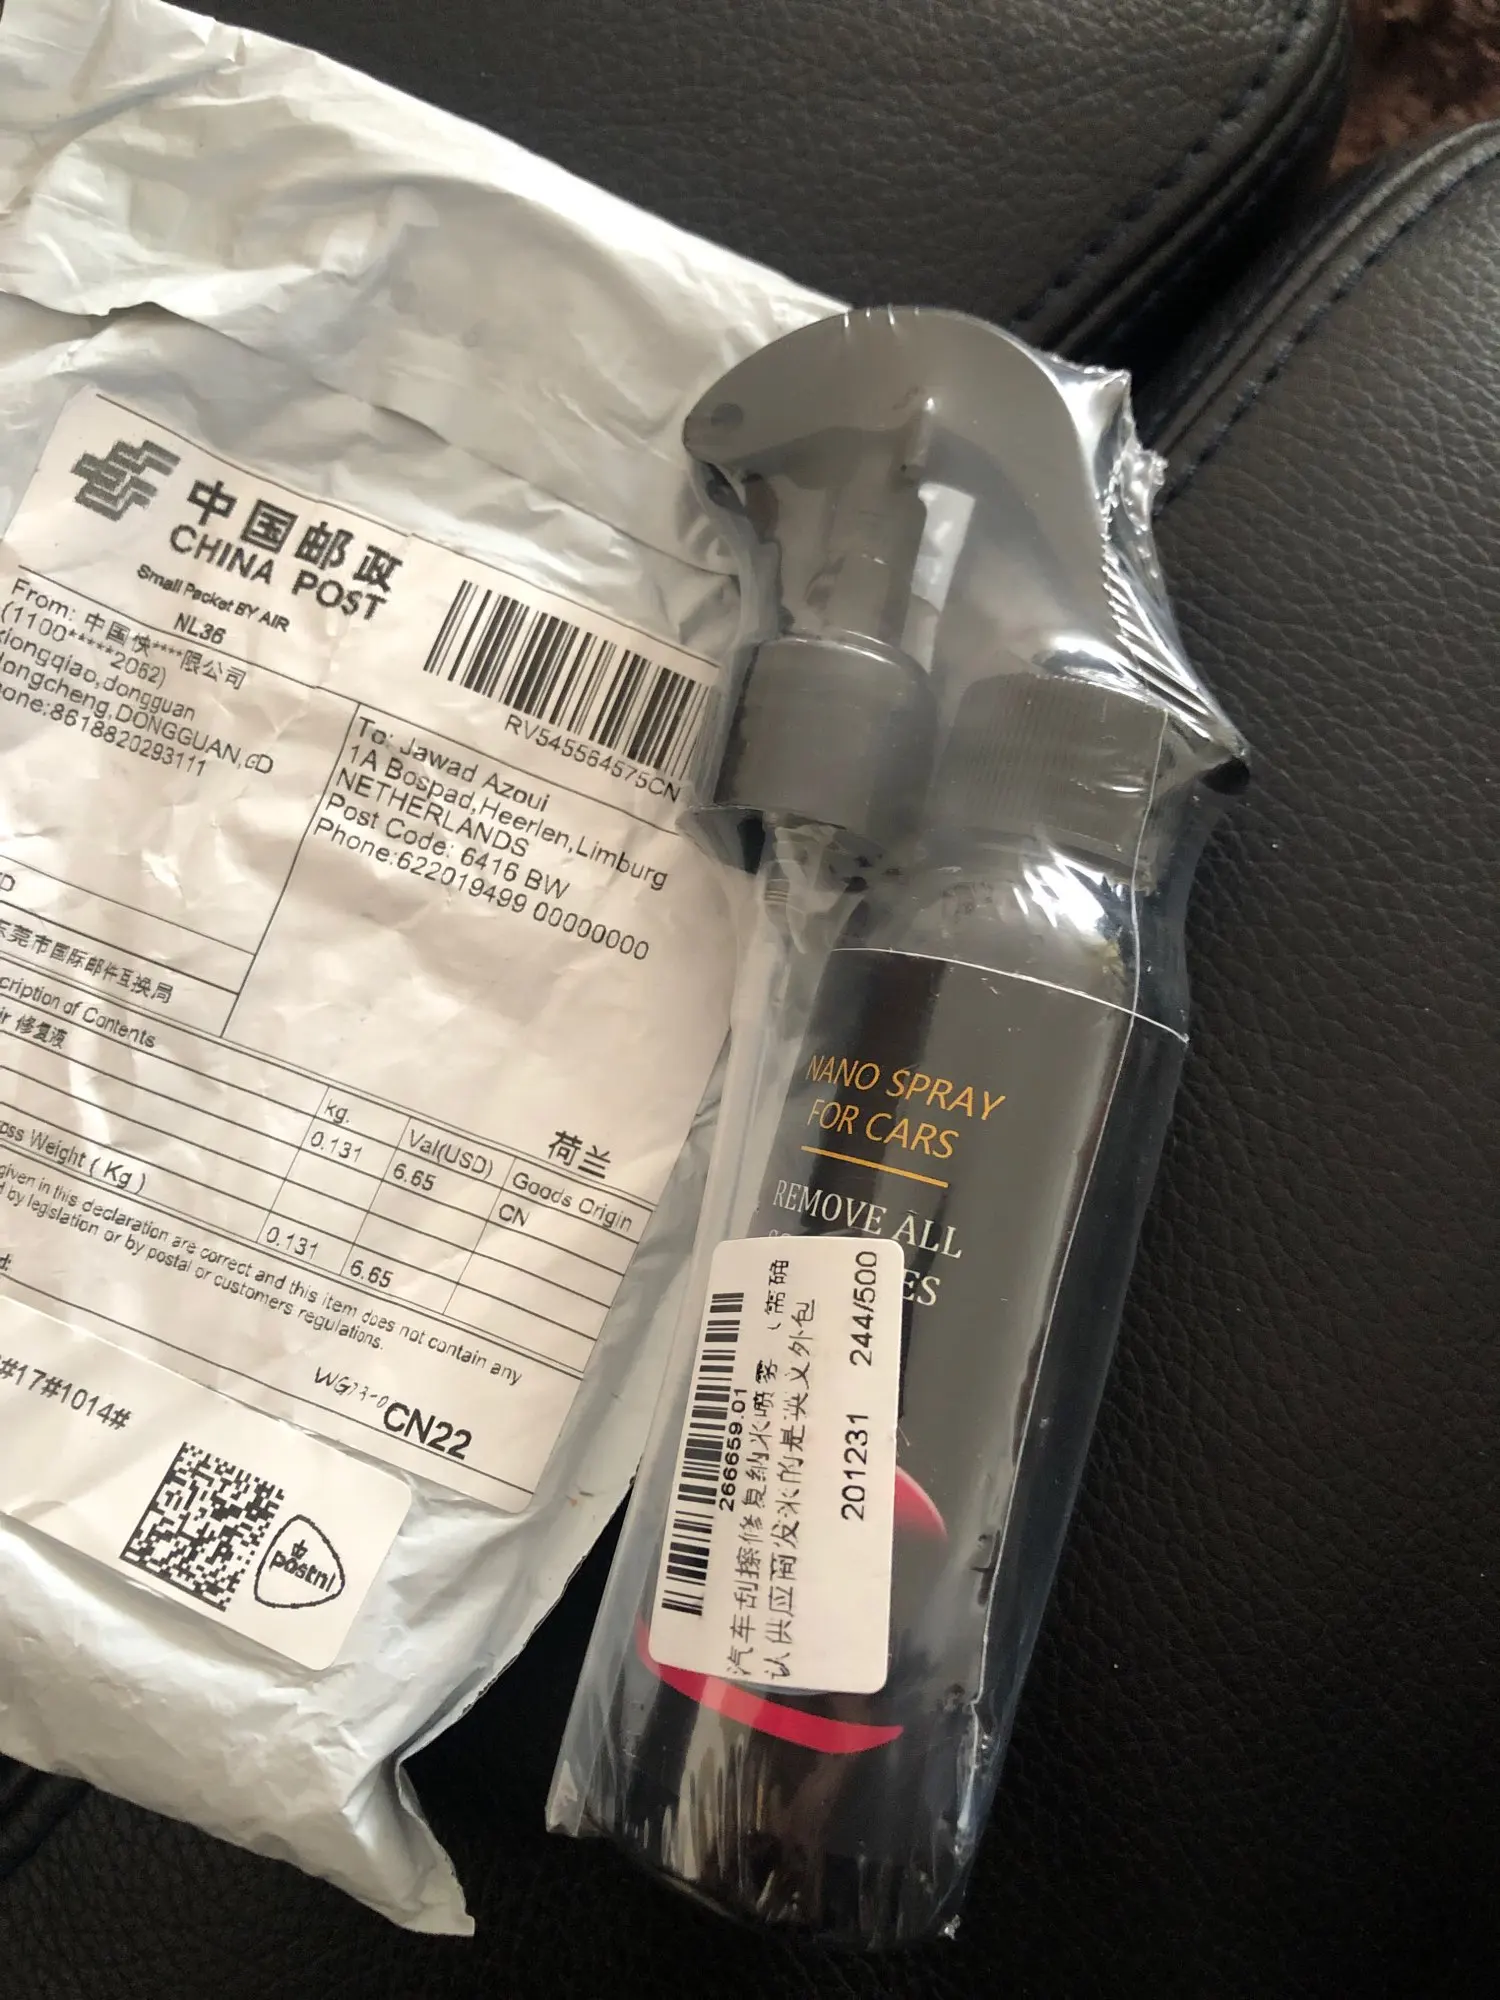 中国邮政
CHINA POST
Small Packet BY AIR
NL36
RV545564575CN
From: 中国快****限公司
(1100*****2062)
iongqiao,dongguan
ongcheng,DONGGUAN,GD
one:8618820293111
To: Jawad Azoui
1A Bospad,Heerlen,Limburg
NETHERLANDS
Post Code: 6416 BW
Phone:622019499 00000000
东莞市国际邮件互换局
cription of Contents
ir 修复液
荷兰
kg.
Val(USD)
Goods Origin
0.131
6.65
CN
oss Weight ( Kg )
0.131
6.65
given in this declaration are correct and this item does not contain any
d by legislation or by postal or customers regulations.
d:
CN22
#17#1014#
postnl
NANO SPRAY
FOR CARS
REMOVE ALL
ES
266659.01
汽车刮擦修复纳米喷雾 (需确
认供应商发来的是英文外包
201231 244/500